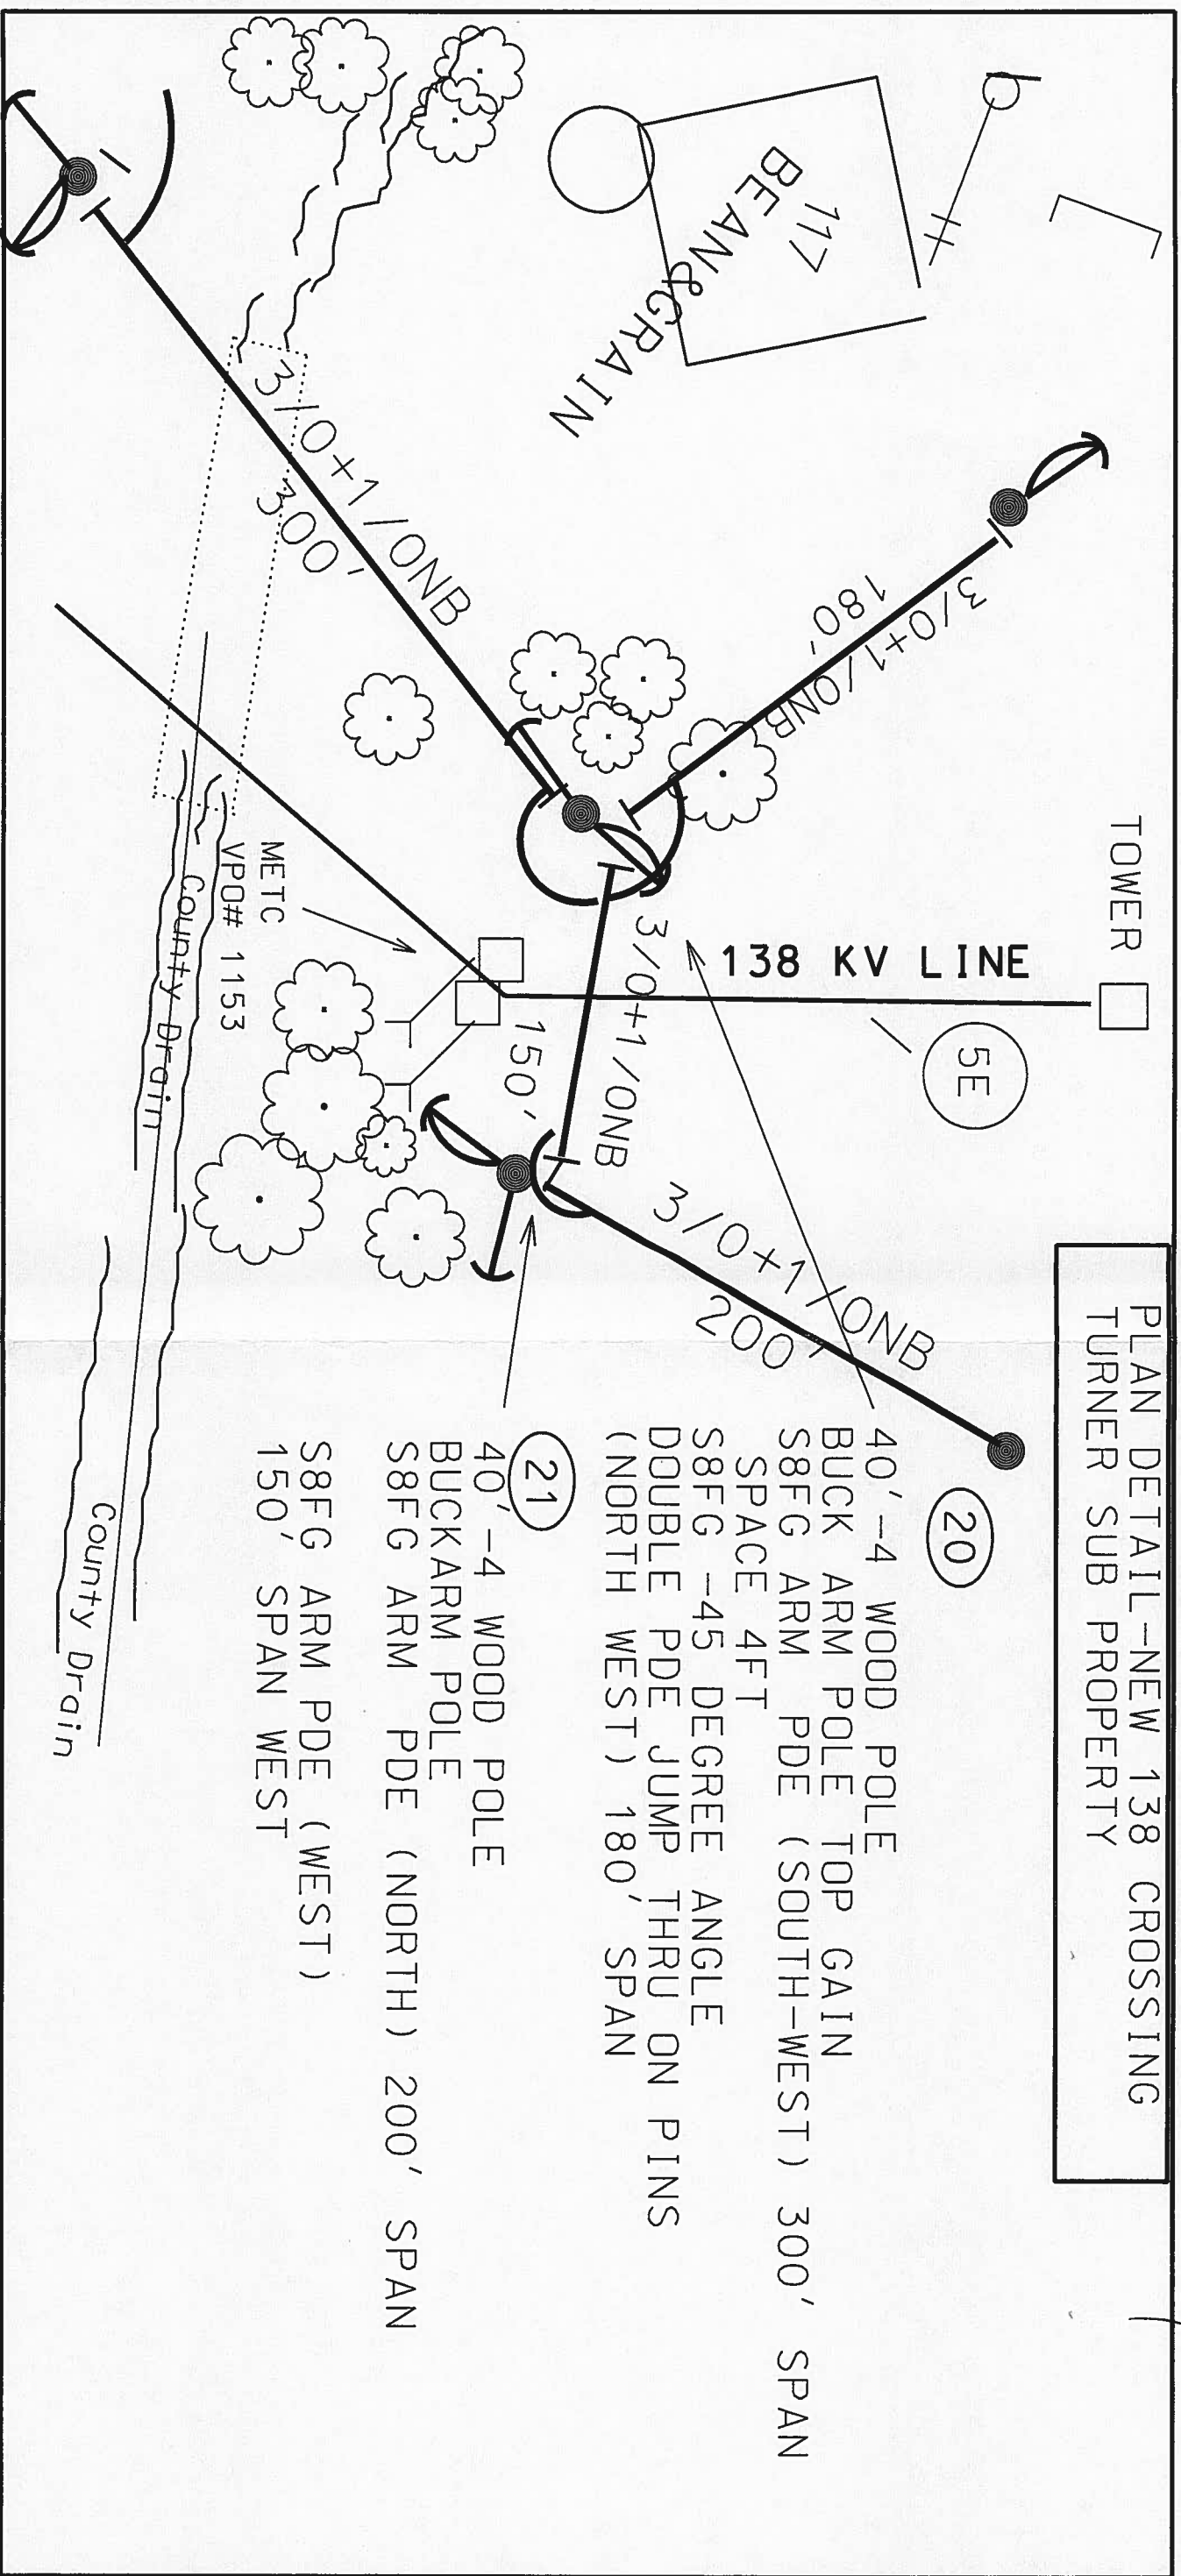 PLAN DETAIL-NEW 138 CROSSING
TURNER SUB PROPERTY
TOWER
138 KV LINE
5E
117
BEAN&GRAIN
3/0+1/0NB
180'
3/0+1/0NB
300'
3/0+1/0NB
150'
3/0+1/0NB
200'
METC
VPO# 1153
County Drain
County Drain
20
40'-4 WOOD POLE
BUCK ARM POLE TOP GAIN
S8FG ARM PDE (SOUTH-WEST) 300' SPAN
SPACE 4FT
S8FG -45 DEGREE ANGLE
DOUBLE PDE JUMP THRU ON PINS
(NORTH WEST) 180' SPAN
21
40'-4 WOOD POLE
BUCKARM POLE
S8FG ARM PDE (NORTH) 200' SPAN
S8FG ARM PDE (WEST)
150' SPAN WEST